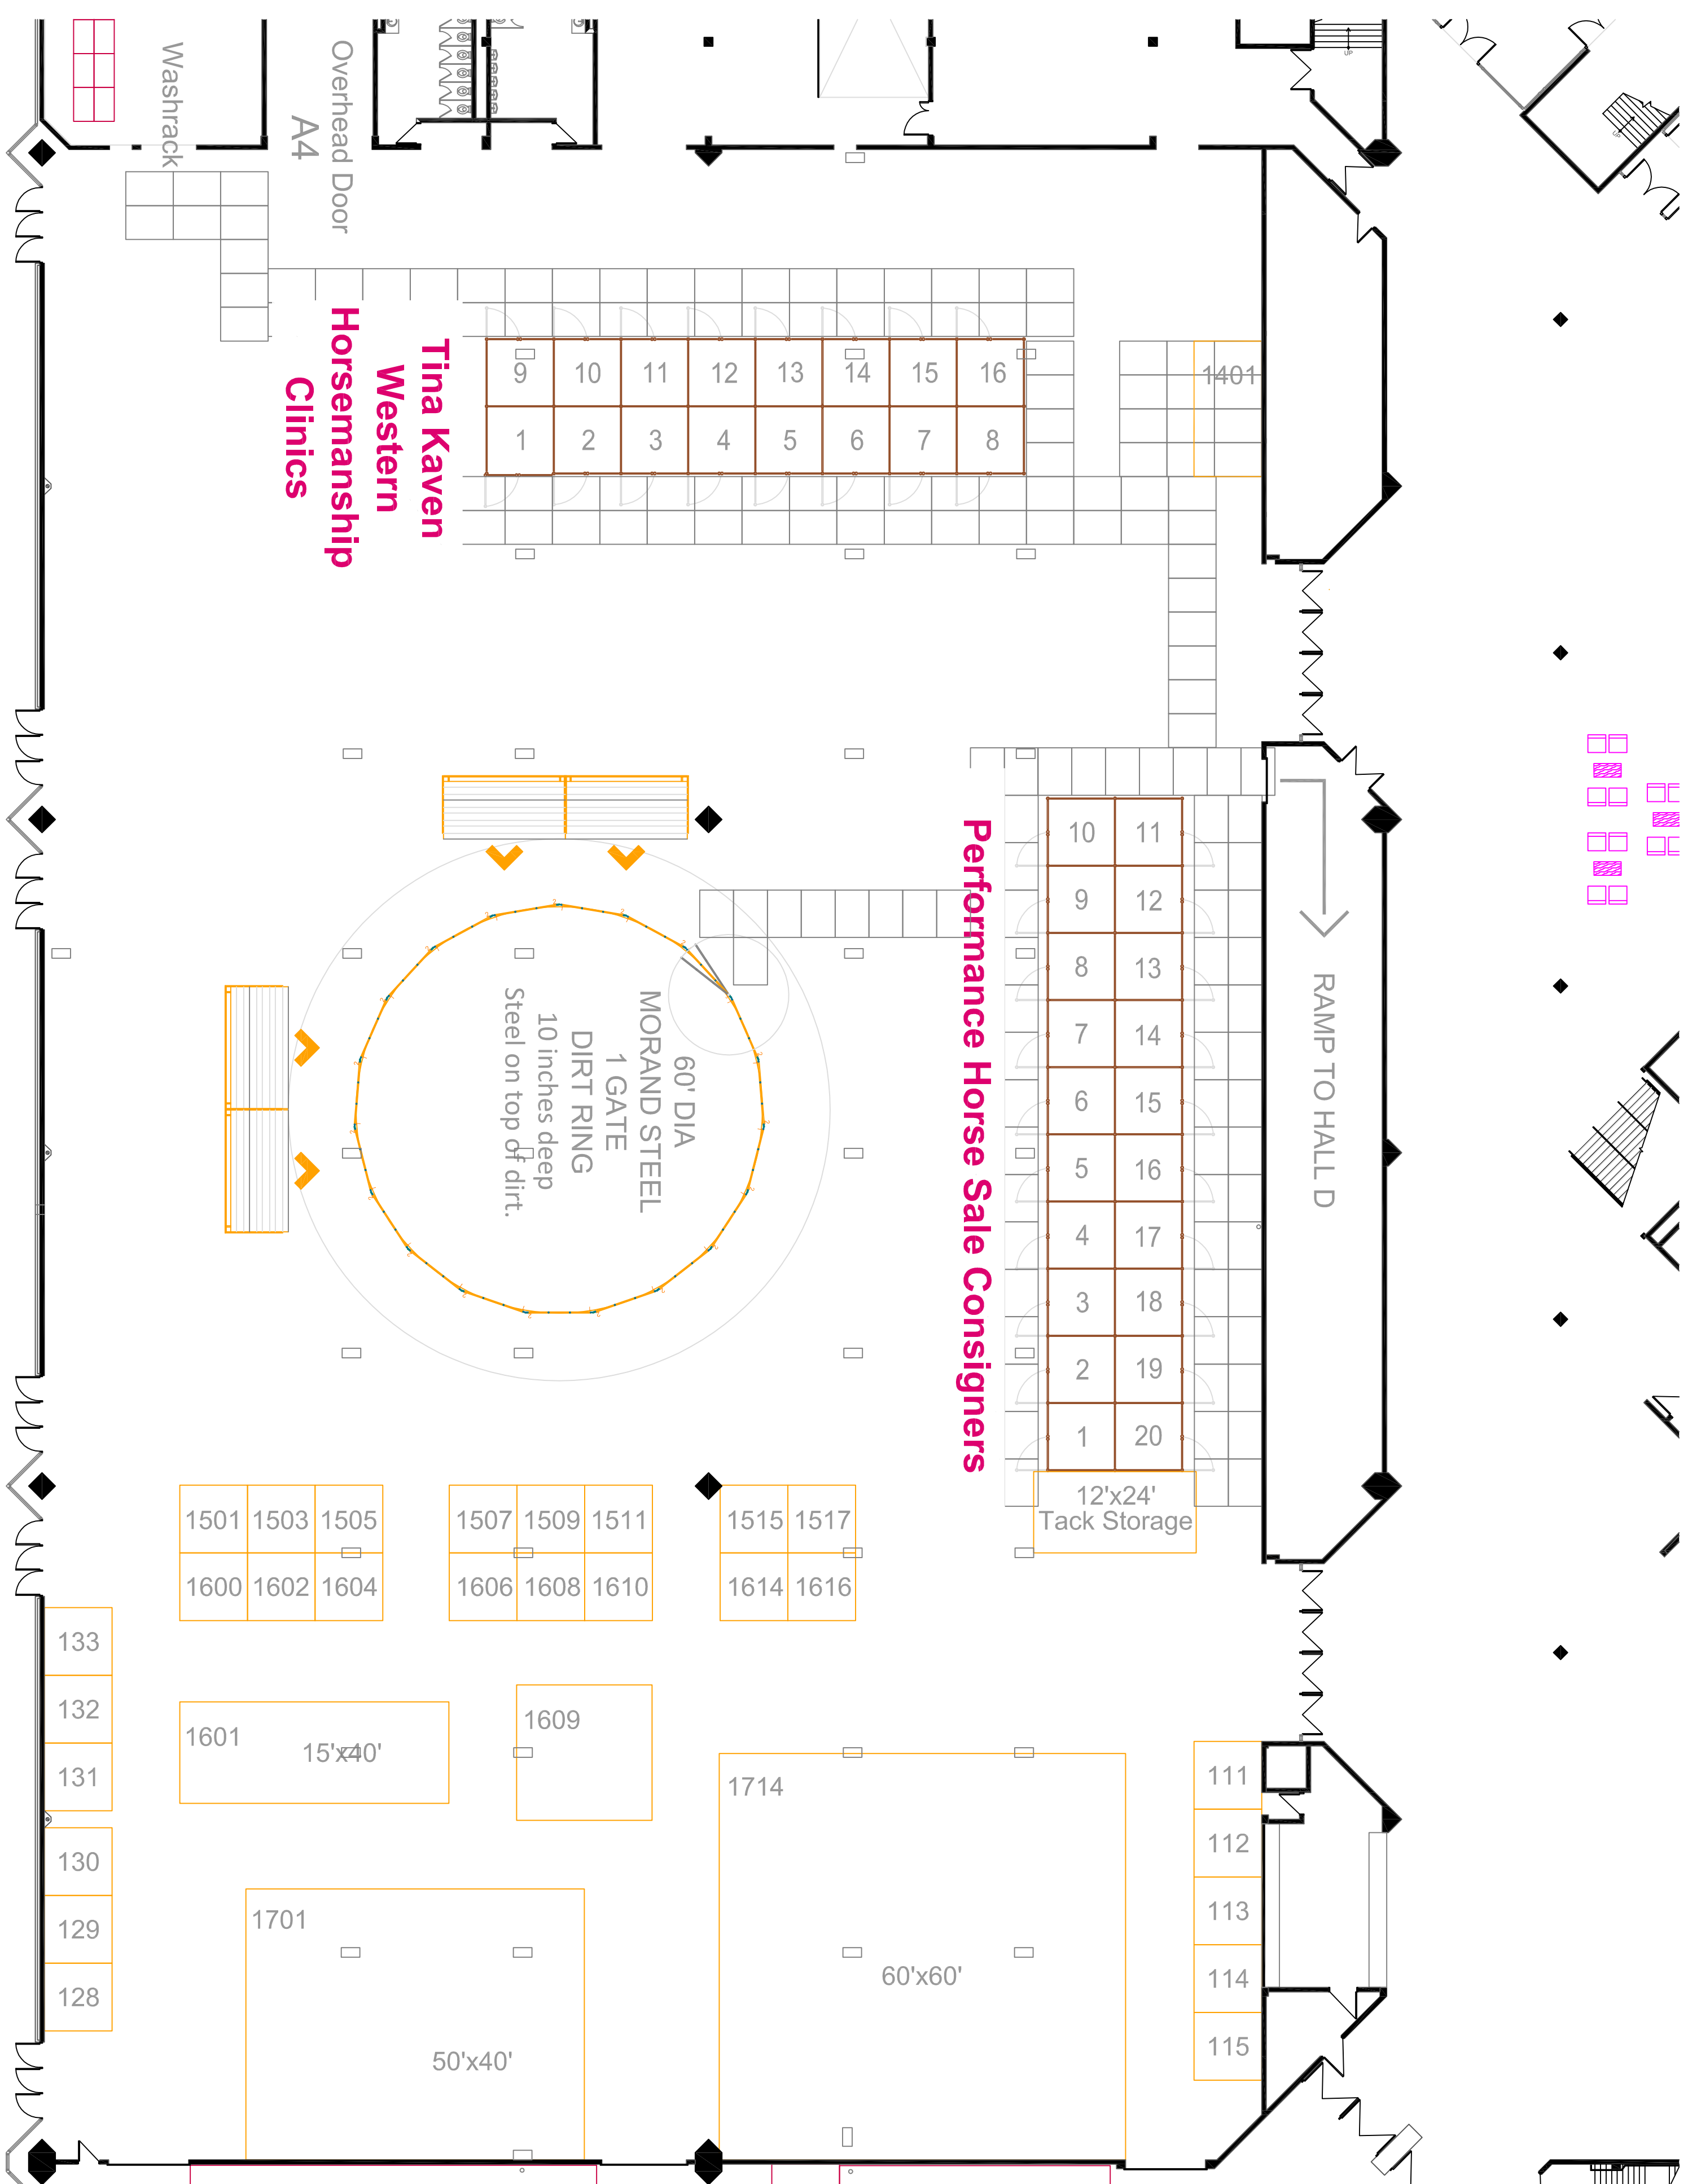 UP
UP
Washrack
Overhead Door
A4
Tina Kaven
Western
Horsemanship
Clinics
9 10 11 12 13 14 15 16
1 2 3 4 5 6 7 8
1401
Performance Horse Sale Consigners
10 11
9 12
8 13
7 14
6 15
5 16
4 17
3 18
2 19
1 20
12'x24'
Tack Storage
RAMP TO HALL D
60' DIA
MORAND STEEL
1 GATE
DIRT RING
10 inches deep
Steel on top of dirt.
1501 1503 1505 1507 1509 1511 1515 1517
1600 1602 1604 1606 1608 1610 1614 1616
133
132
131
130
129
128
1601
15'x40'
1609
1714
60'x60'
1701
50'x40'
111
112
113
114
115